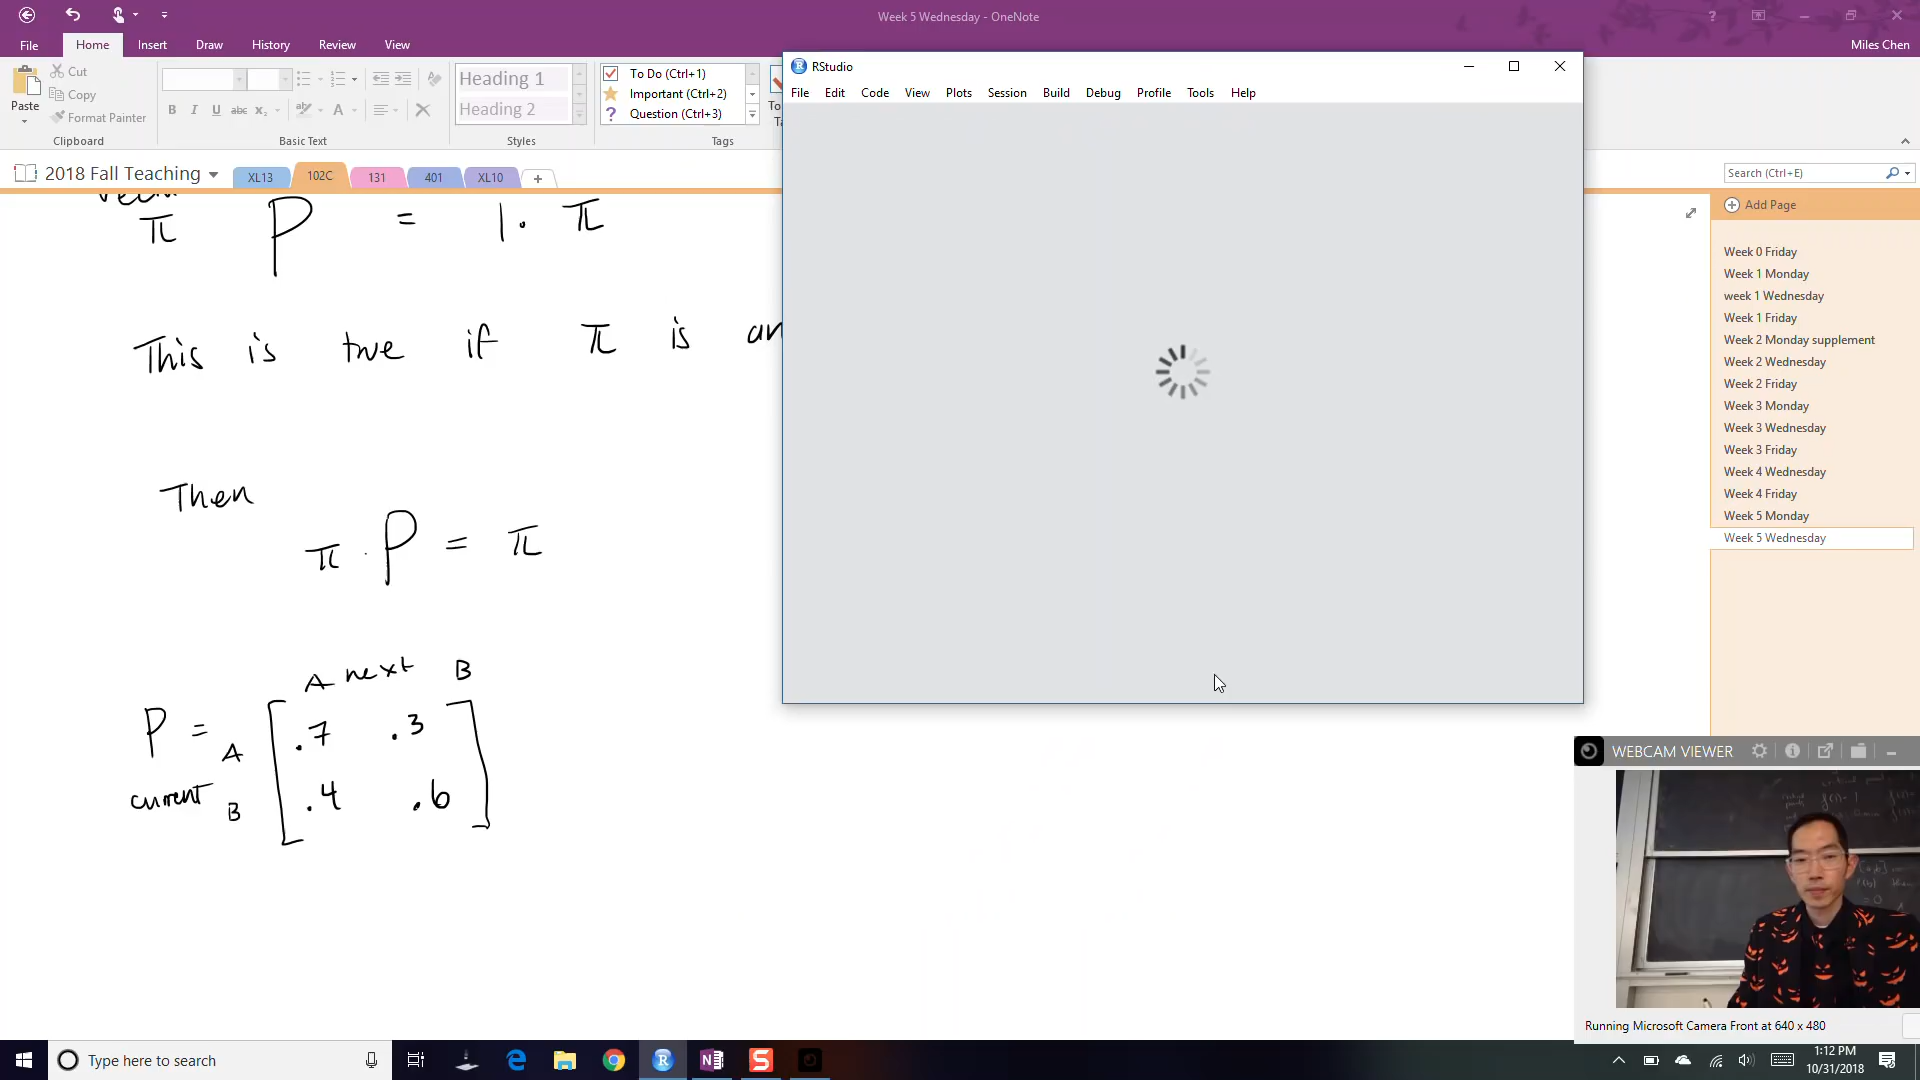 Week 5 Wednesday - OneNote
File Home Insert Draw History Review View
Miles Chen
Paste
Cut
Copy
Format Painter
Clipboard
B I U abc
Basic Text
Heading 1
Heading 2
Styles
To Do (Ctrl+1)
Important (Ctrl+2)
Question (Ctrl+3)
Tags
RStudio
File Edit Code View Plots Session Build Debug Profile Tools Help
2018 Fall Teaching
XL13 102C 131 401 XL10
Search (Ctrl+E)
Add Page
Week 0 Friday
Week 1 Monday
week 1 Wednesday
Week 1 Friday
Week 2 Monday supplement
Week 2 Wednesday
Week 2 Friday
Week 3 Monday
Week 3 Wednesday
Week 3 Friday
Week 4 Wednesday
Week 4 Friday
Week 5 Monday
Week 5 Wednesday
π P = 1 · π
This is true if π is
Then
π · P = π
A next B
P = A .7 .3
current B .4 .6
WEBCAM VIEWER
Running Microsoft Camera Front at 640 x 480
Type here to search
1:12 PM
10/31/2018